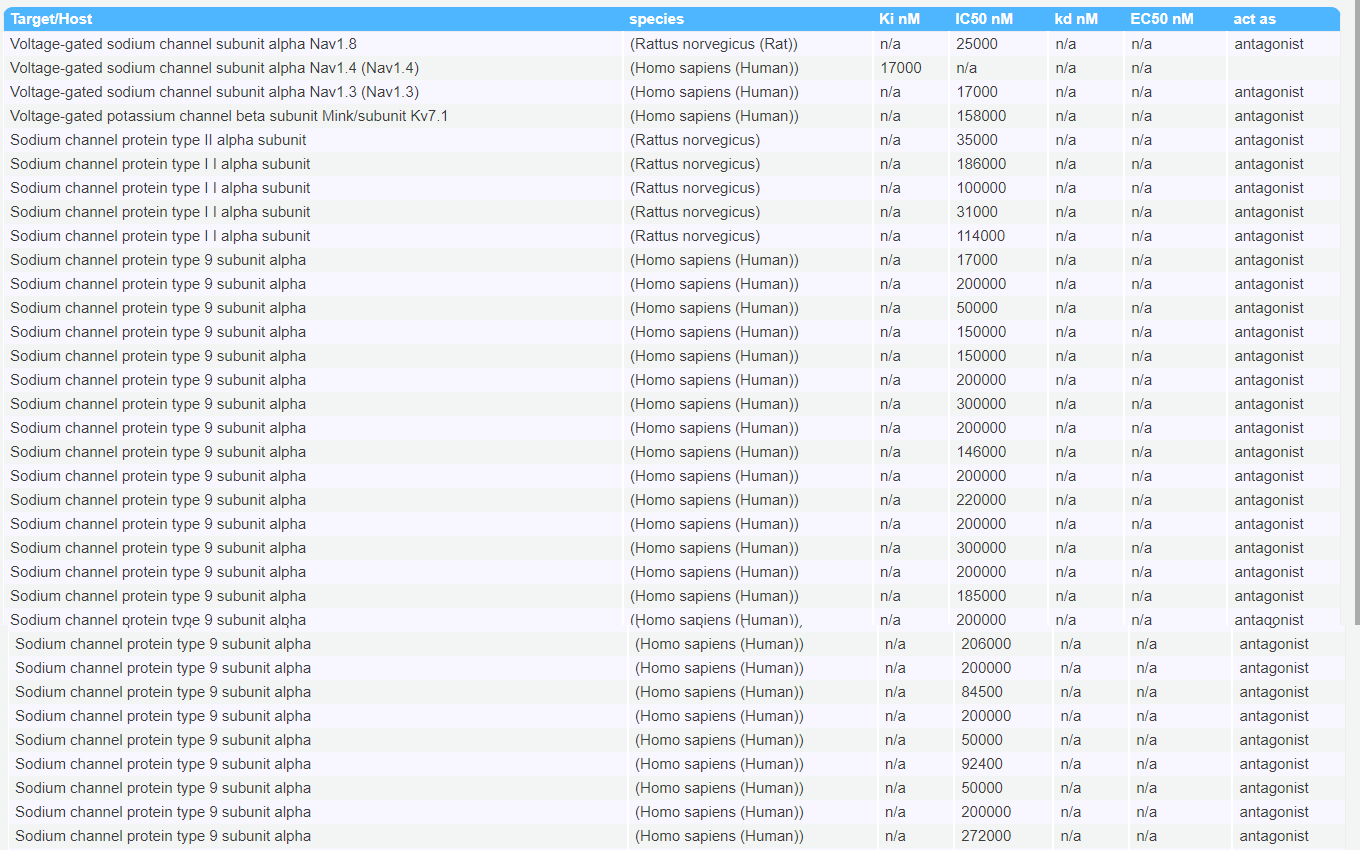 Target/Host species Ki nM IC50 nM kd nM EC50 nM act as
Voltage-gated sodium channel subunit alpha Nav1.8 (Rattus norvegicus (Rat)) n/a 25000 n/a n/a antagonist
Voltage-gated sodium channel subunit alpha Nav1.4 (Nav1.4) (Homo sapiens (Human)) 17000 n/a n/a n/a
Voltage-gated sodium channel subunit alpha Nav1.3 (Nav1.3) (Homo sapiens (Human)) n/a 17000 n/a n/a antagonist
Voltage-gated potassium channel beta subunit Mink/subunit Kv7.1 (Homo sapiens (Human)) n/a 158000 n/a n/a antagonist
Sodium channel protein type II alpha subunit (Rattus norvegicus) n/a 35000 n/a n/a antagonist
Sodium channel protein type I I alpha subunit (Rattus norvegicus) n/a 186000 n/a n/a antagonist
Sodium channel protein type I I alpha subunit (Rattus norvegicus) n/a 100000 n/a n/a antagonist
Sodium channel protein type I I alpha subunit (Rattus norvegicus) n/a 31000 n/a n/a antagonist
Sodium channel protein type I I alpha subunit (Rattus norvegicus) n/a 114000 n/a n/a antagonist
Sodium channel protein type 9 subunit alpha (Homo sapiens (Human)) n/a 17000 n/a n/a antagonist
Sodium channel protein type 9 subunit alpha (Homo sapiens (Human)) n/a 200000 n/a n/a antagonist
Sodium channel protein type 9 subunit alpha (Homo sapiens (Human)) n/a 50000 n/a n/a antagonist
Sodium channel protein type 9 subunit alpha (Homo sapiens (Human)) n/a 150000 n/a n/a antagonist
Sodium channel protein type 9 subunit alpha (Homo sapiens (Human)) n/a 150000 n/a n/a antagonist
Sodium channel protein type 9 subunit alpha (Homo sapiens (Human)) n/a 200000 n/a n/a antagonist
Sodium channel protein type 9 subunit alpha (Homo sapiens (Human)) n/a 300000 n/a n/a antagonist
Sodium channel protein type 9 subunit alpha (Homo sapiens (Human)) n/a 200000 n/a n/a antagonist
Sodium channel protein type 9 subunit alpha (Homo sapiens (Human)) n/a 146000 n/a n/a antagonist
Sodium channel protein type 9 subunit alpha (Homo sapiens (Human)) n/a 200000 n/a n/a antagonist
Sodium channel protein type 9 subunit alpha (Homo sapiens (Human)) n/a 220000 n/a n/a antagonist
Sodium channel protein type 9 subunit alpha (Homo sapiens (Human)) n/a 200000 n/a n/a antagonist
Sodium channel protein type 9 subunit alpha (Homo sapiens (Human)) n/a 300000 n/a n/a antagonist
Sodium channel protein type 9 subunit alpha (Homo sapiens (Human)) n/a 200000 n/a n/a antagonist
Sodium channel protein type 9 subunit alpha (Homo sapiens (Human)) n/a 185000 n/a n/a antagonist
Sodium channel protein type 9 subunit alpha (Homo sapiens (Human)) n/a 200000 n/a n/a antagonist
Sodium channel protein type 9 subunit alpha (Homo sapiens (Human)) n/a 206000 n/a n/a antagonist
Sodium channel protein type 9 subunit alpha (Homo sapiens (Human)) n/a 200000 n/a n/a antagonist
Sodium channel protein type 9 subunit alpha (Homo sapiens (Human)) n/a 84500 n/a n/a antagonist
Sodium channel protein type 9 subunit alpha (Homo sapiens (Human)) n/a 200000 n/a n/a antagonist
Sodium channel protein type 9 subunit alpha (Homo sapiens (Human)) n/a 50000 n/a n/a antagonist
Sodium channel protein type 9 subunit alpha (Homo sapiens (Human)) n/a 92400 n/a n/a antagonist
Sodium channel protein type 9 subunit alpha (Homo sapiens (Human)) n/a 50000 n/a n/a antagonist
Sodium channel protein type 9 subunit alpha (Homo sapiens (Human)) n/a 200000 n/a n/a antagonist
Sodium channel protein type 9 subunit alpha (Homo sapiens (Human)) n/a 272000 n/a n/a antagonist